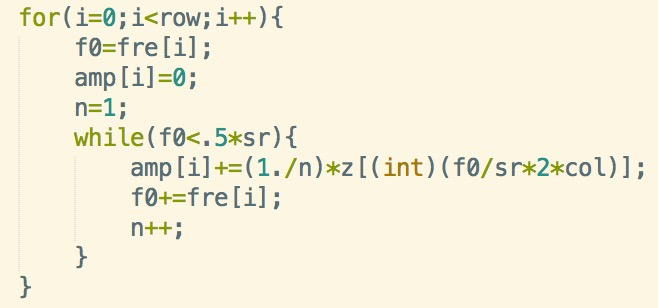 for(i=0;i<row;i++){
    f0=fre[i];
    amp[i]=0;
    n=1;
    while(f0<.5*sr){
        amp[i]+=(1./n)*z[(int)(f0/sr*2*col)];
        f0+=fre[i];
        n++;
    }
}